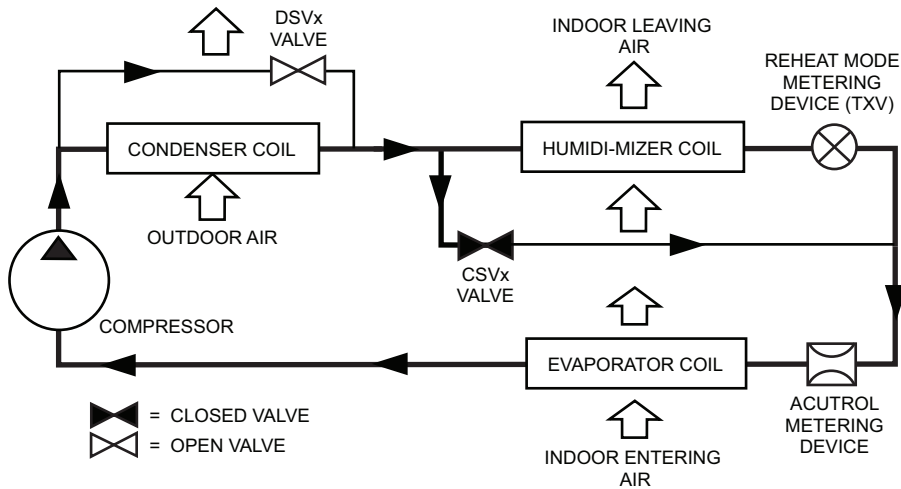 DSVx
VALVE
INDOOR LEAVING
AIR
REHEAT MODE
METERING
DEVICE (TXV)
CONDENSER COIL
HUMIDI-MIZER COIL
OUTDOOR AIR
CSVx
VALVE
COMPRESSOR
EVAPORATOR COIL
= CLOSED VALVE
= OPEN VALVE
INDOOR ENTERING
AIR
ACUTROL
METERING
DEVICE